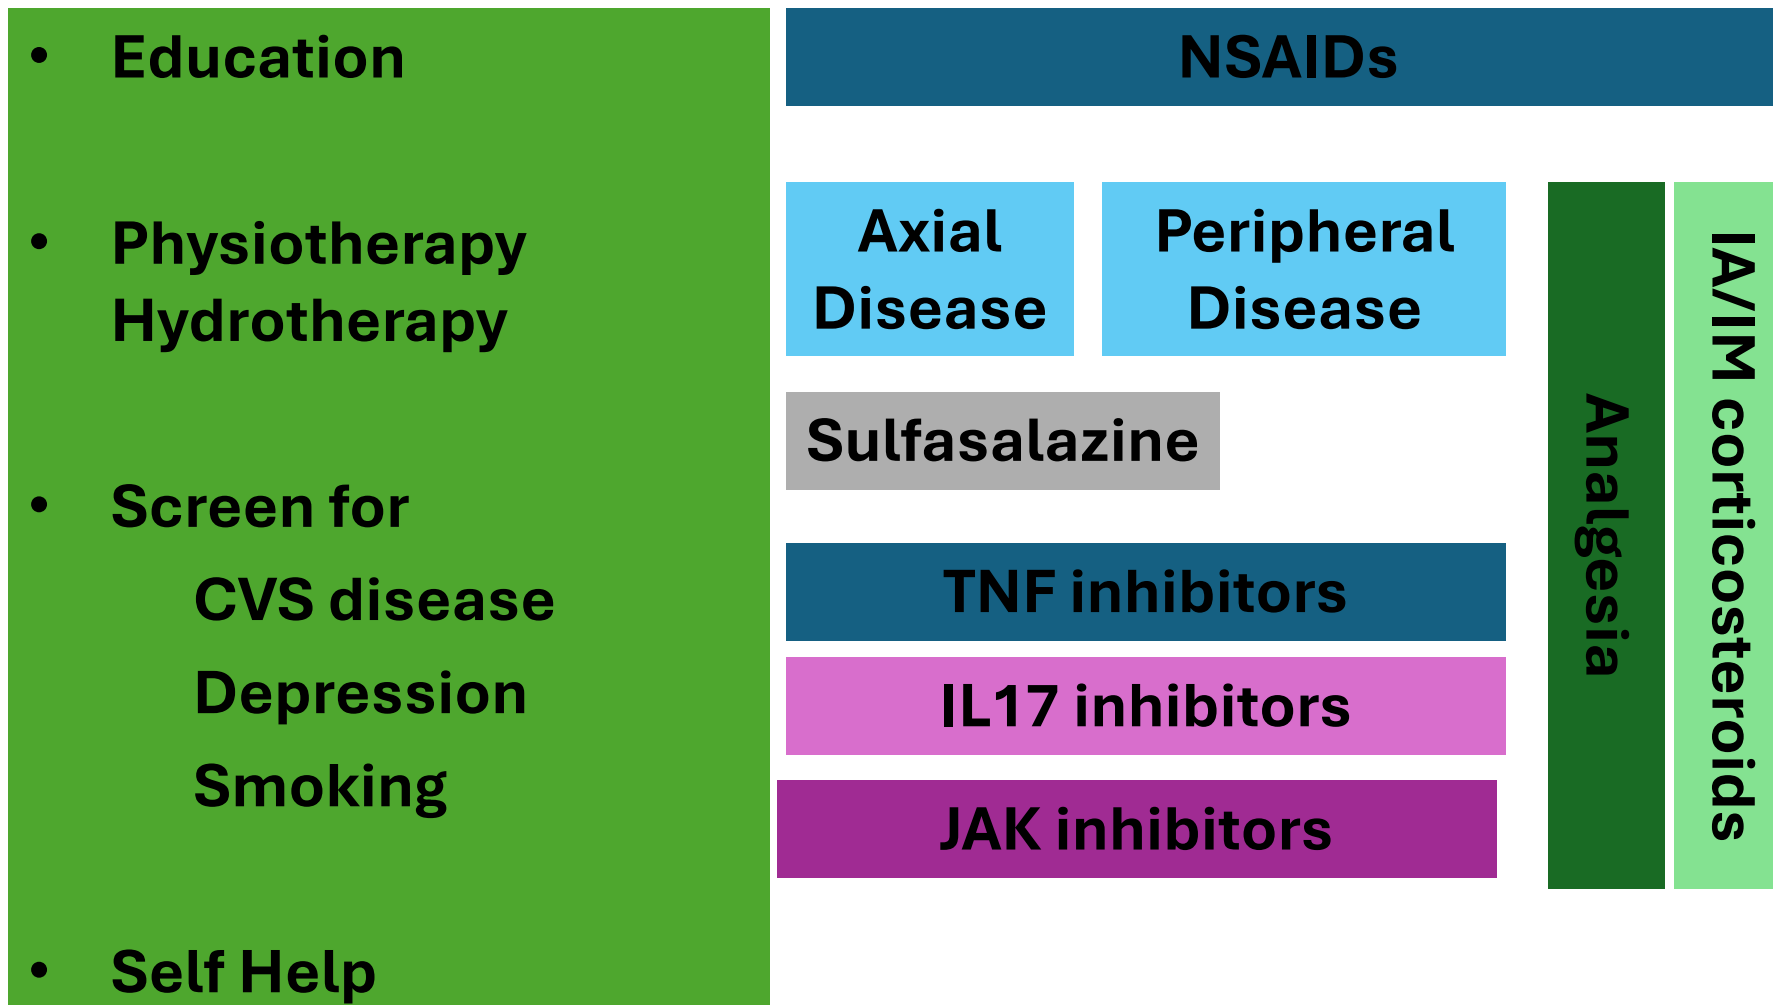 • Education
• Physiotherapy
Hydrotherapy
• Screen for
CVS disease
Depression
Smoking
• Self Help
NSAIDs
Axial
Disease
Peripheral
Disease
Sulfasalazine
TNF inhibitors
IL17 inhibitors
JAK inhibitors
Analgesia
IA/IM corticosteroids